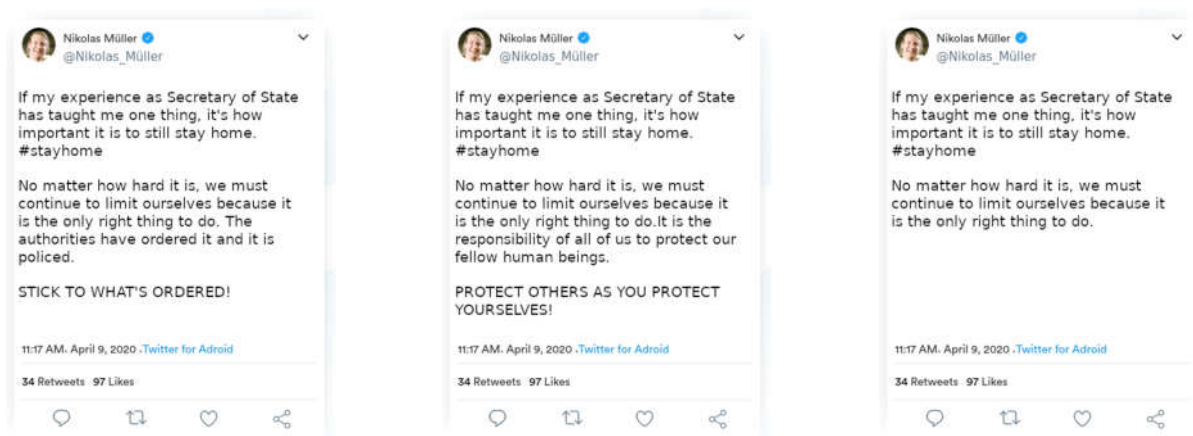 Nikolas Müller
@Nikolas_Müller
If my experience as Secretary of State
has taught me one thing, it's how
important it is to still stay home.
#stayhome
No matter how hard it is, we must
continue to limit ourselves because it
is the only right thing to do. The
authorities have ordered it and it is
policed.
STICK TO WHAT'S ORDERED!
11:17 AM. April 9, 2020 .Twitter for Adroid
34 Retweets 97 Likes
Nikolas Müller
@Nikolas_Müller
If my experience as Secretary of State
has taught me one thing, it's how
important it is to still stay home.
#stayhome
No matter how hard it is, we must
continue to limit ourselves because it
is the only right thing to do.It is the
responsibility of all of us to protect our
fellow human beings.
PROTECT OTHERS AS YOU PROTECT
YOURSELVES!
11:17 AM. April 9, 2020 .Twitter for Adroid
34 Retweets 97 Likes
Nikolas Müller
@Nikolas_Müller
If my experience as Secretary of State
has taught me one thing, it's how
important it is to still stay home.
#stayhome
No matter how hard it is, we must
continue to limit ourselves because it
is the only right thing to do.
11:17 AM. April 9, 2020 .Twitter for Adroid
34 Retweets 97 Likes